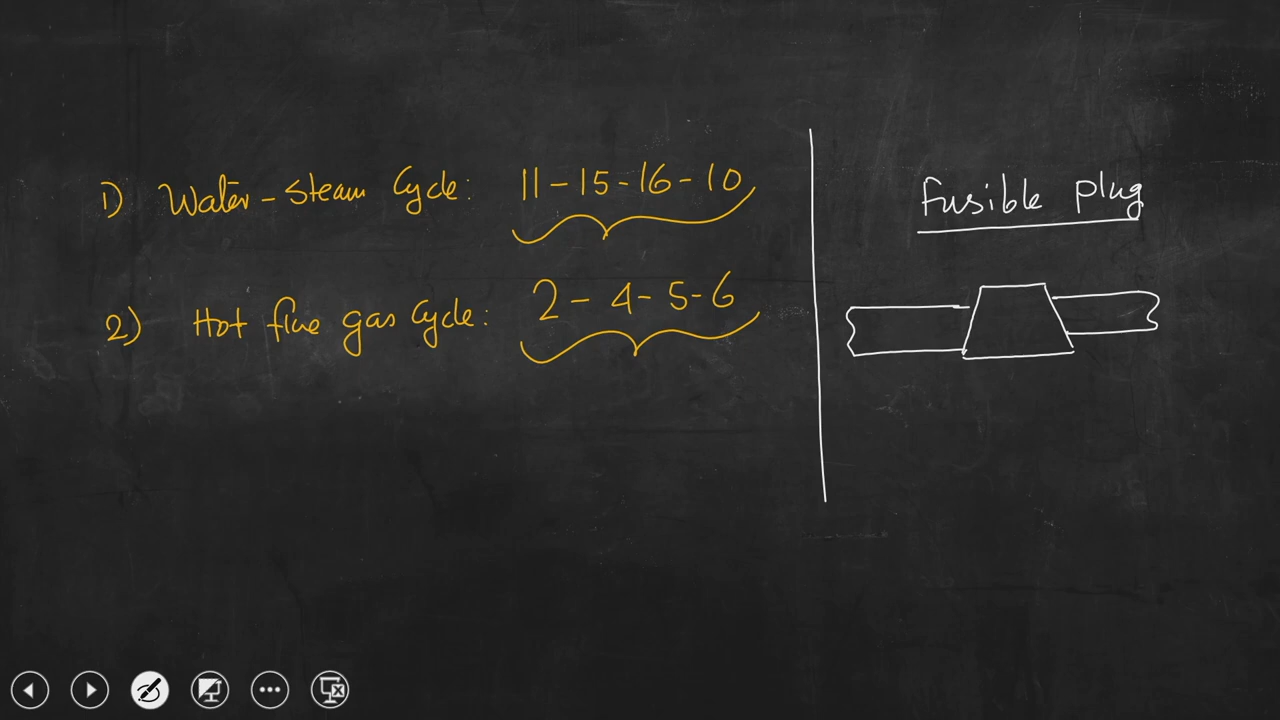 1) Water-Steam Cycle: 11-15-16-10
2) Hot flue gas Cycle: 2-4-5-6
Fusible Plug